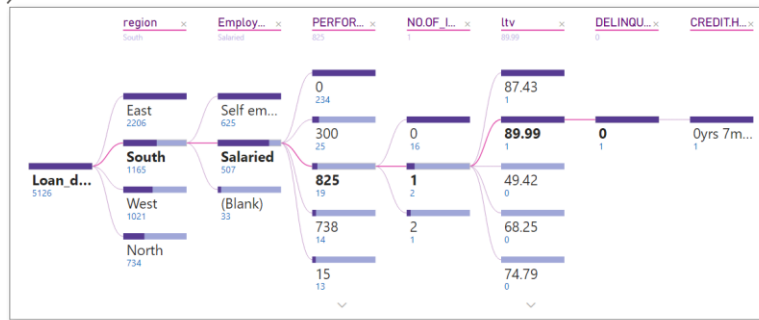 region ×
South
Employ... ×
Salaried
PERFOR... ×
825
NO.OF_I... ×
1
ltv ×
89.99
DELINQU... ×
0
CREDIT.H... ×
Loan_d...
5126
East
2206
South
1165
West
1021
North
734
Self em...
625
Salaried
507
(Blank)
33
0
234
300
25
825
19
738
14
15
13
0
16
1
2
2
1
87.43
1
89.99
1
49.42
0
68.25
0
74.79
0
0
1
0yrs 7m...
1